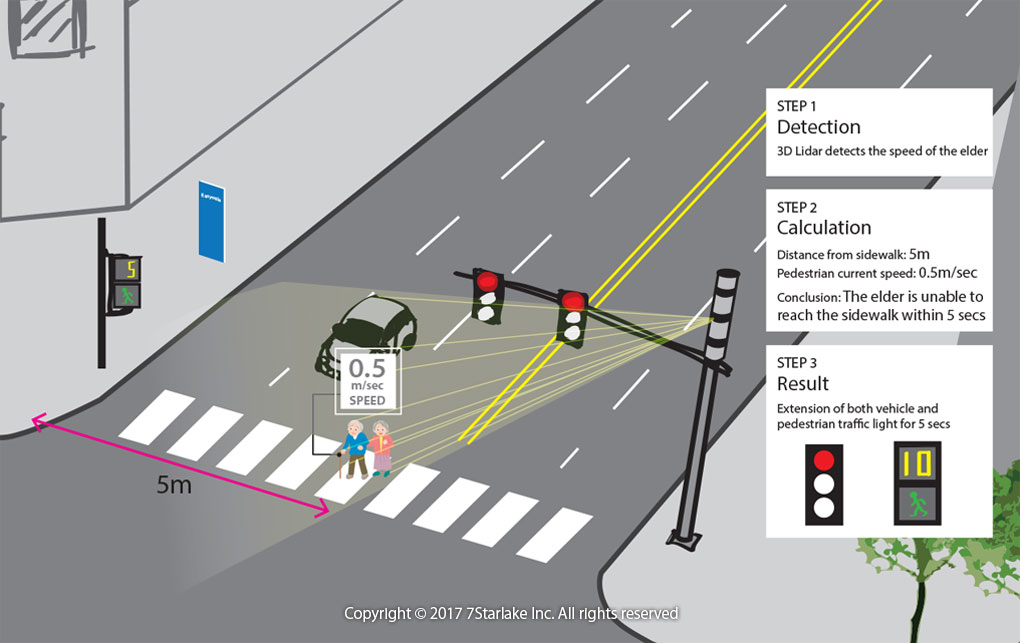 STEP 1
Detection
3D Lidar detects the speed of the elder
STEP 2
Calculation
Distance from sidewalk: 5m
Pedestrian current speed: 0.5m/sec
Conclusion: The elder is unable to
reach the sidewalk within 5 secs
STEP 3
Result
Extension of both vehicle and
pedestrian traffic light for 5 secs
10
5
0.5
m/sec
SPEED
5m
Copyright © 2017 7Starlake Inc. All rights reserved